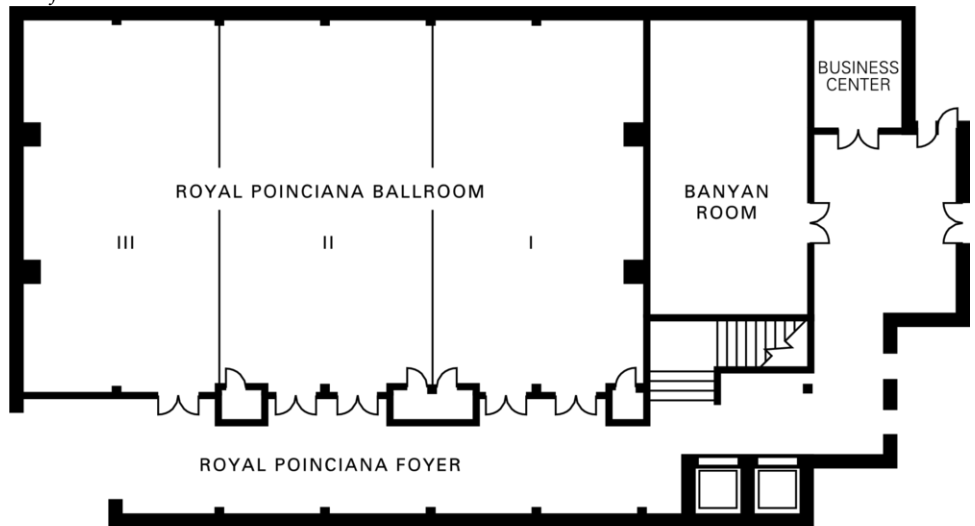 BUSINESS
CENTER
ROYAL POINCIANA BALLROOM
BANYAN
ROOM
III
II
I
ROYAL POINCIANA FOYER